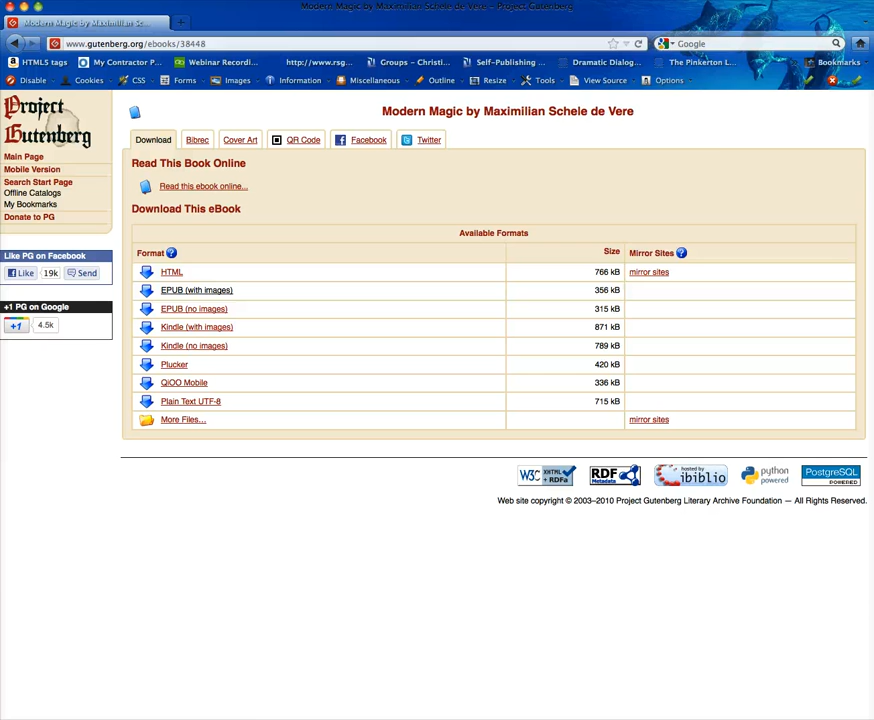 Modern Magic by Maximilian Schele de Vere – Project Gutenberg
Modern Magic by Maximilian Sc...
www.gutenberg.org/ebooks/38448
Google
HTML5 tags My Contractor P... Webinar Recordi... http://www.rsg... Groups – Christi... Self-Publishing ... Dramatic Dialog... The Pinkerton L... Bookmarks
Disable Cookies CSS Forms Images Information Miscellaneous Outline Resize Tools View Source Options
Project
Gutenberg
Main Page
Mobile Version
Search Start Page
Offline Catalogs
My Bookmarks
Donate to PG
Like PG on Facebook
Like 19k Send
+1 PG on Google
+1 4.5k
Modern Magic by Maximilian Schele de Vere
Download Bibrec Cover Art QR Code Facebook Twitter
Read This Book Online
Read this ebook online...
Download This eBook
Available Formats
Format ? Size Mirror Sites ?
HTML 766 kB mirror sites
EPUB (with images) 356 kB
EPUB (no images) 315 kB
Kindle (with images) 871 kB
Kindle (no images) 789 kB
Plucker 420 kB
QiOO Mobile 336 kB
Plain Text UTF-8 715 kB
More Files... mirror sites
W3C XHTML + RDFa RDF Metadata hosted by ibiblio python powered PostgreSQL POWERED
Web site copyright © 2003–2010 Project Gutenberg Literary Archive Foundation — All Rights Reserved.